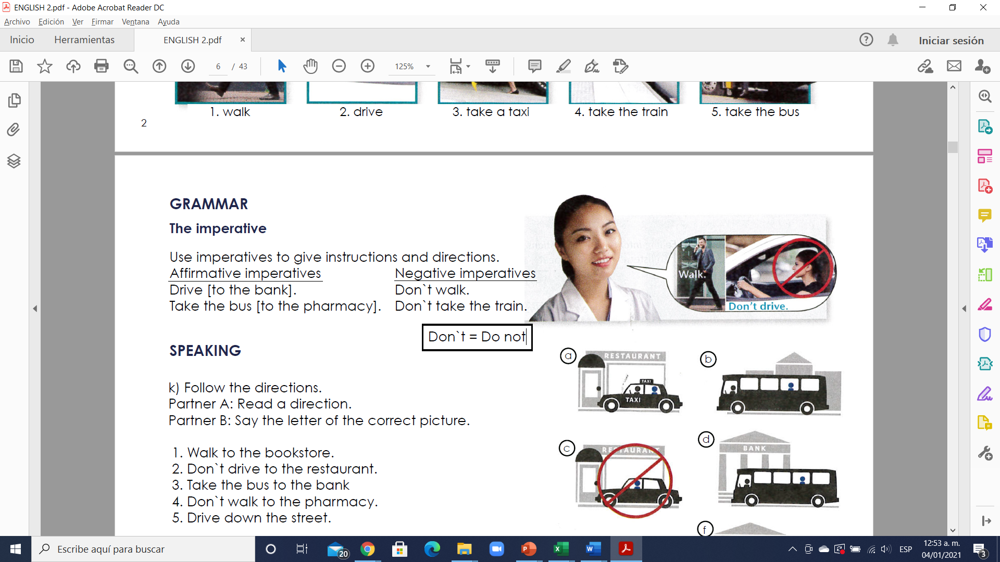 ENGLISH 2.pdf - Adobe Acrobat Reader DC
Archivo Edición Ver Firmar Ventana Ayuda
Inicio Herramientas ENGLISH 2.pdf × Iniciar sesión
6 / 43 125%
1. walk 2. drive 3. take a taxi 4. take the train 5. take the bus
2
GRAMMAR
The imperative
Use imperatives to give instructions and directions.
Affirmative imperatives Negative imperatives
Drive [to the bank]. Don`t walk.
Take the bus [to the pharmacy]. Don`t take the train.
Walk.
Don't drive.
Don`t = Do not
SPEAKING
k) Follow the directions.
Partner A: Read a direction.
Partner B: Say the letter of the correct picture.
1. Walk to the bookstore.
2. Don`t drive to the restaurant.
3. Take the bus to the bank
4. Don`t walk to the pharmacy.
5. Drive down the street.
a RESTAURANT
TAXI
TAXI
b
c RESTAURANT
d BANK
f
Escribe aquí para buscar
20
ESP
12:53 a. m.
04/01/2021
3